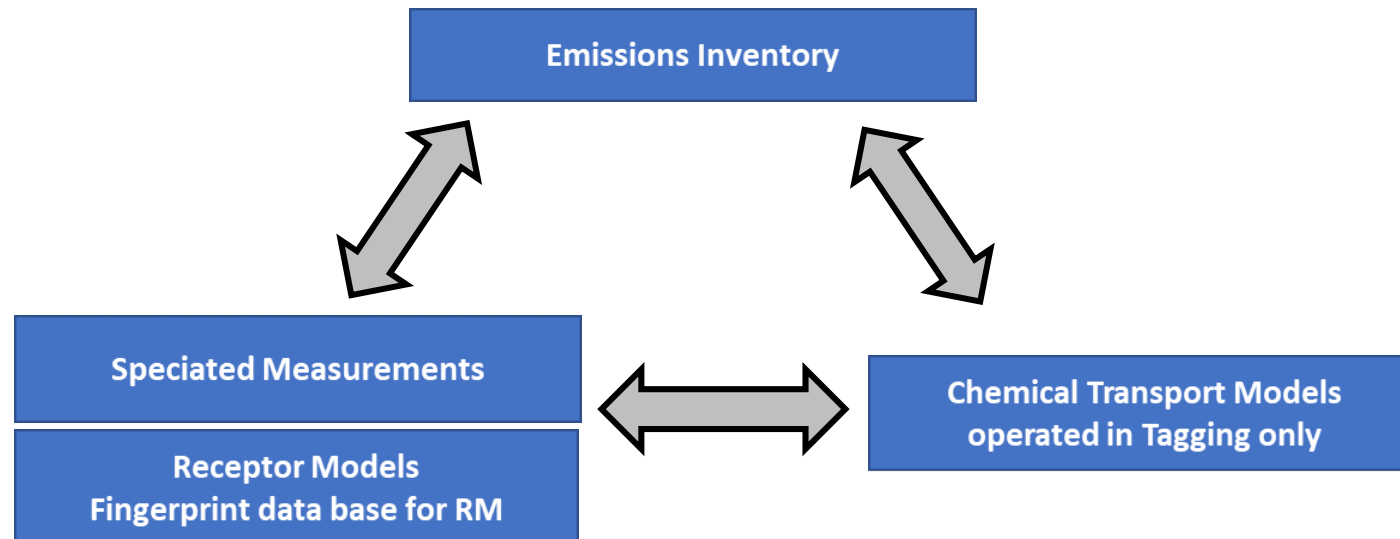 Emissions Inventory
Speciated Measurements
Receptor Models
Fingerprint data base for RM
Chemical Transport Models
operated in Tagging only